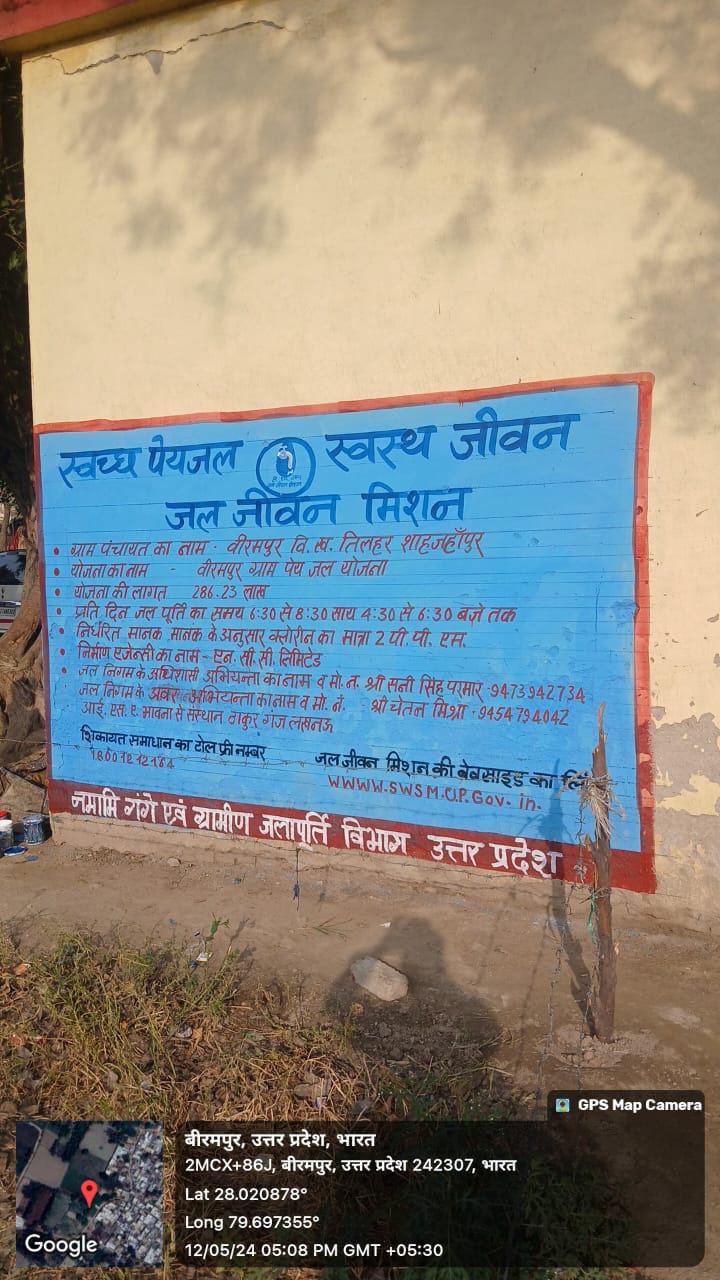 स्वच्छ पेयजल स्वस्थ जीवन
जल जीवन मिशन
• ग्राम पंचायत का नाम - वीरमपुर वि.ख. तिलहर शाहजहाँपुर
• योजना का नाम - वीरमपुर ग्राम पेय जल योजना
• योजना की लागत 286.23 लाख
• प्रति दिन जल पूर्ति का समय 6:30 से 8:30 साय 4:30 से 6:30 बजे तक
• निर्धरित मानक, मानक के अनुसार क्लोरीन का मात्रा 2 पी. पी. एम.
• निर्माण एजेन्सी का नाम - एन. सी. सी. लिमिटेड
• जल निगम के अधिशासी अभियन्ता का नाम व मो. न. श्री सनी सिंह परमार - 9473942734
जल निगम के अवर अभियन्ता का नाम व मो. न. श्री चेतन मिश्रा - 9454794042
आई. एस. ए. भावना से संस्थान ठाकुर गंज लखनऊ
शिकायत समाधान का टोल फ्री नम्बर
18001212164
जल जीवन मिशन की बेवसाइड का
WWWW.SWSM.UP.Gov. in.
नमामि गंगे एवं ग्रामीण जलापूर्ति विभाग उत्तर प्रदेश
GPS Map Camera
बीरमपुर, उत्तर प्रदेश, भारत
2MCX+86J, बीरमपुर, उत्तर प्रदेश 242307, भारत
Lat 28.020878°
Long 79.697355°
12/05/24 05:08 PM GMT +05:30
Google